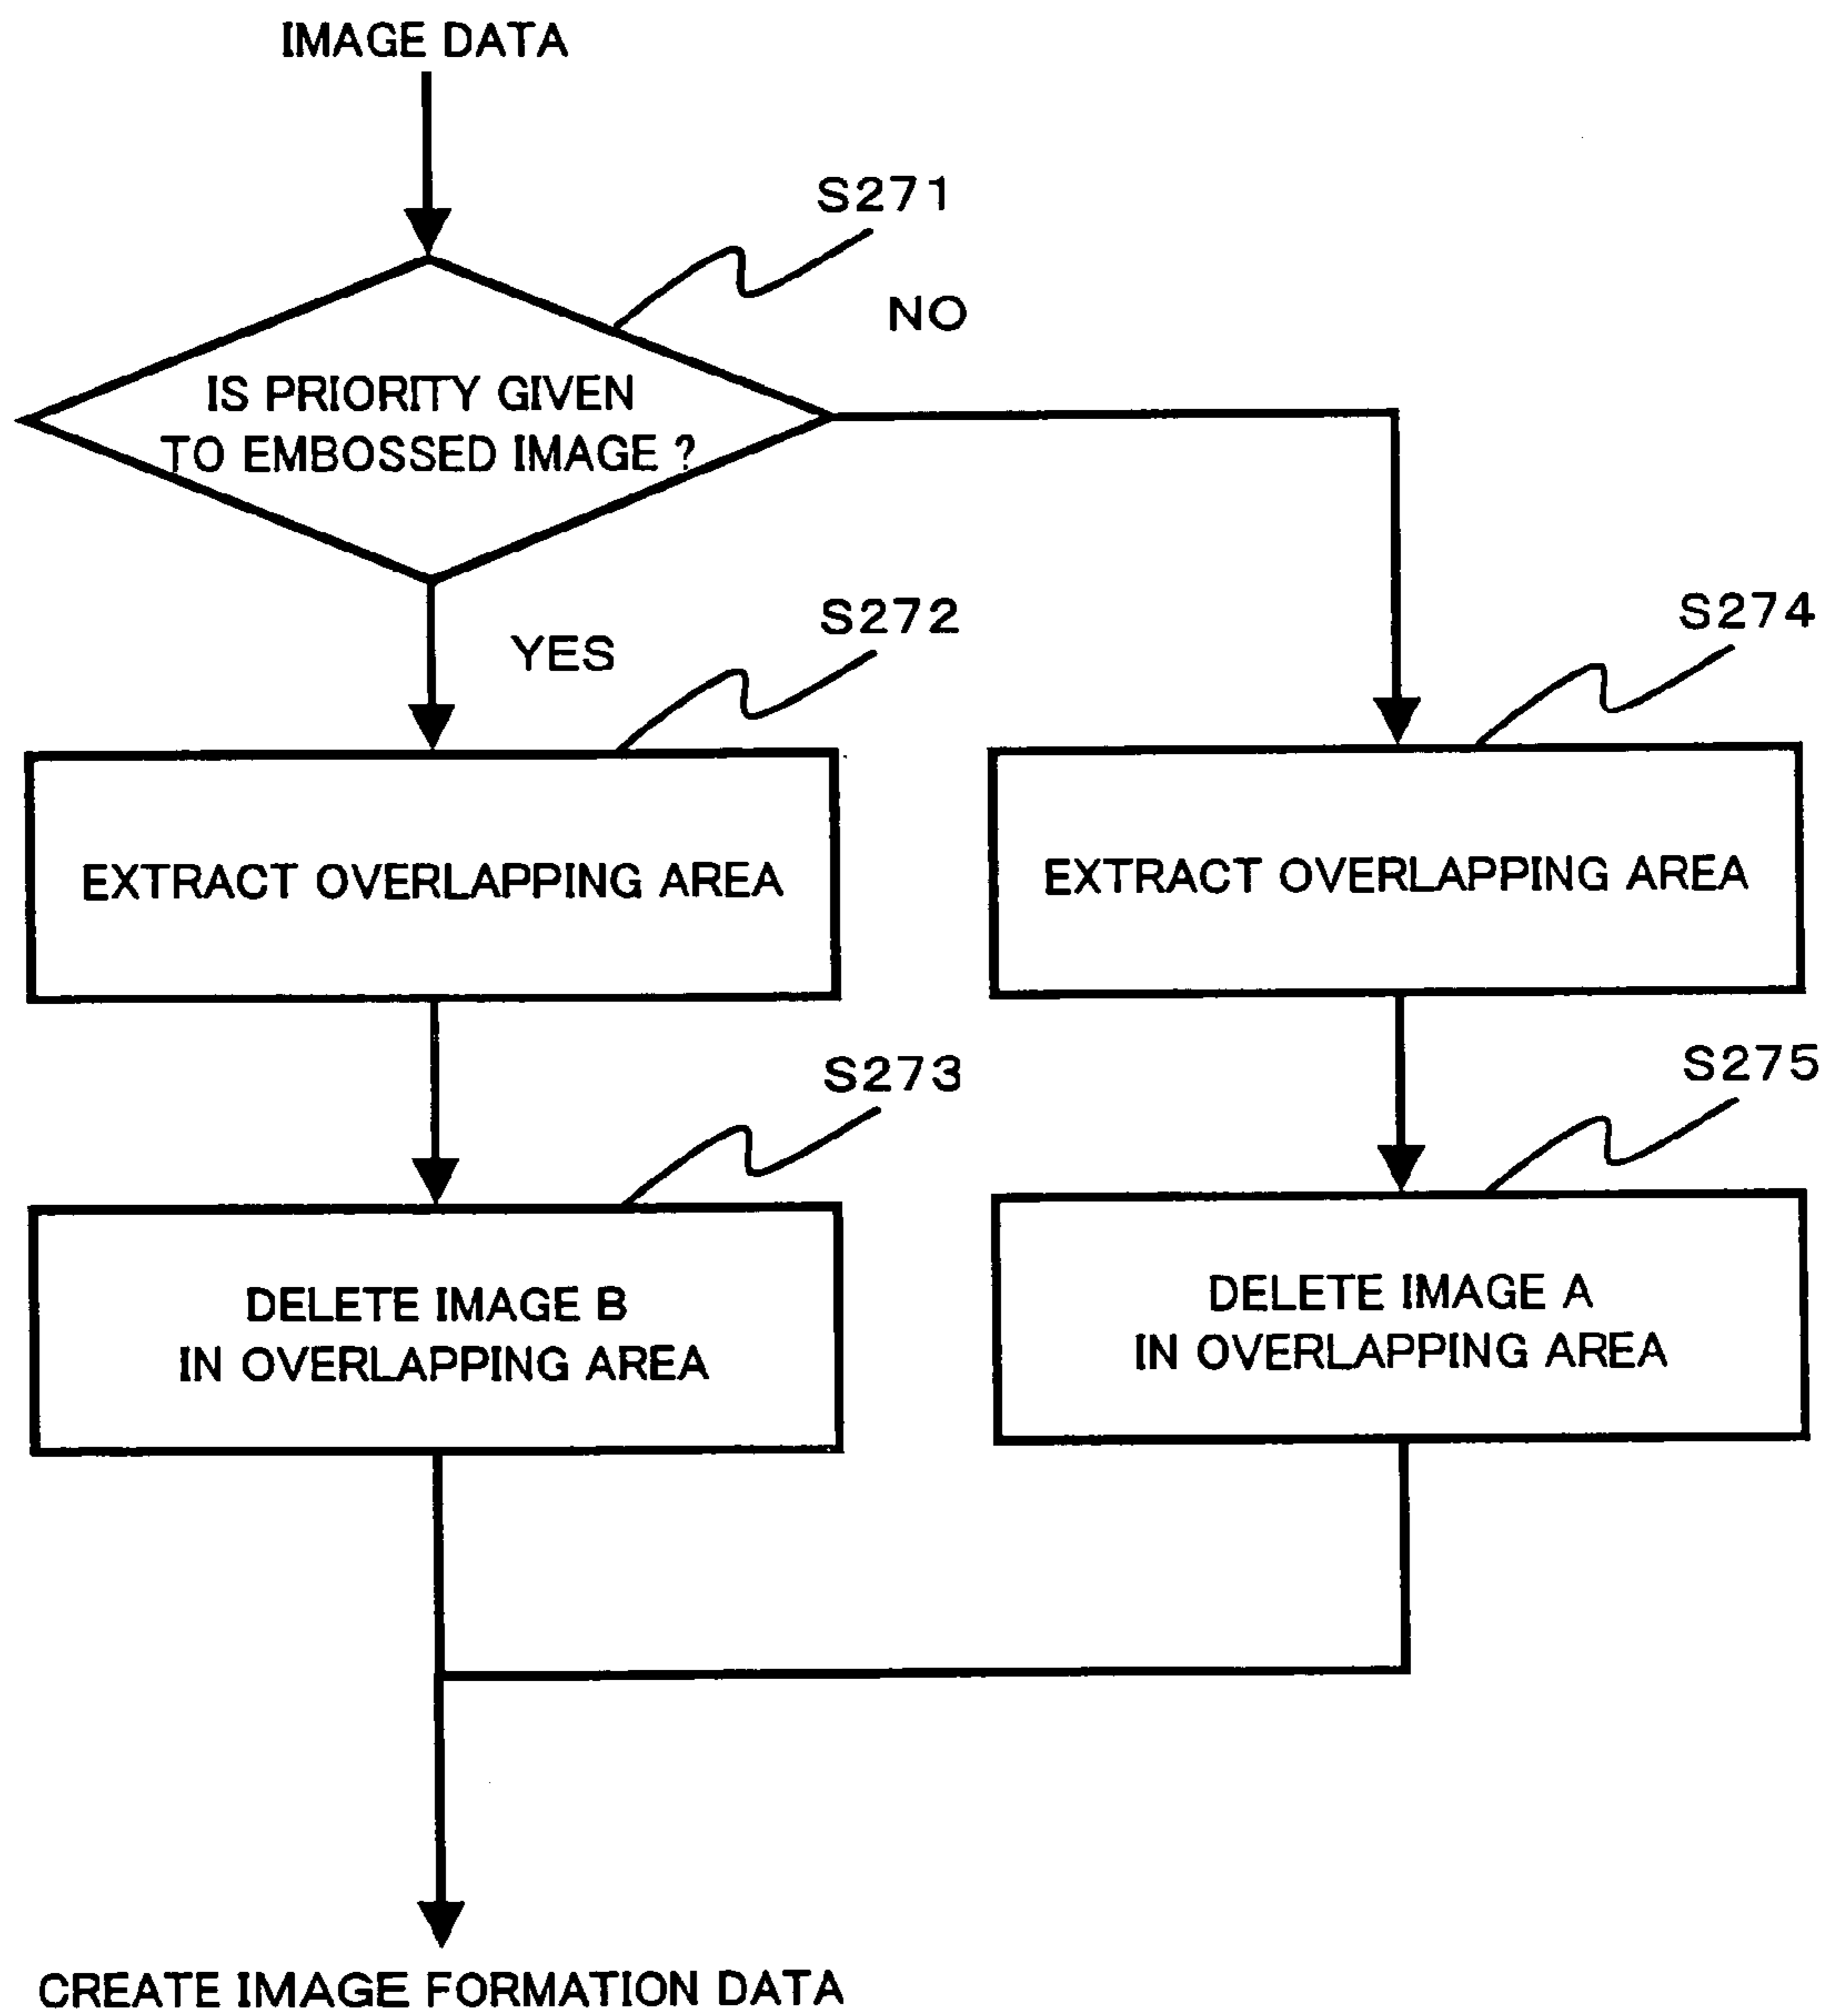 IMAGE DATA
S271
NO
IS PRIORITY GIVEN
TO EMBOSSED IMAGE ?
YES
S272
S274
EXTRACT OVERLAPPING AREA
EXTRACT OVERLAPPING AREA
S273
S275
DELETE IMAGE B
IN OVERLAPPING AREA
DELETE IMAGE A
IN OVERLAPPING AREA
CREATE IMAGE FORMATION DATA